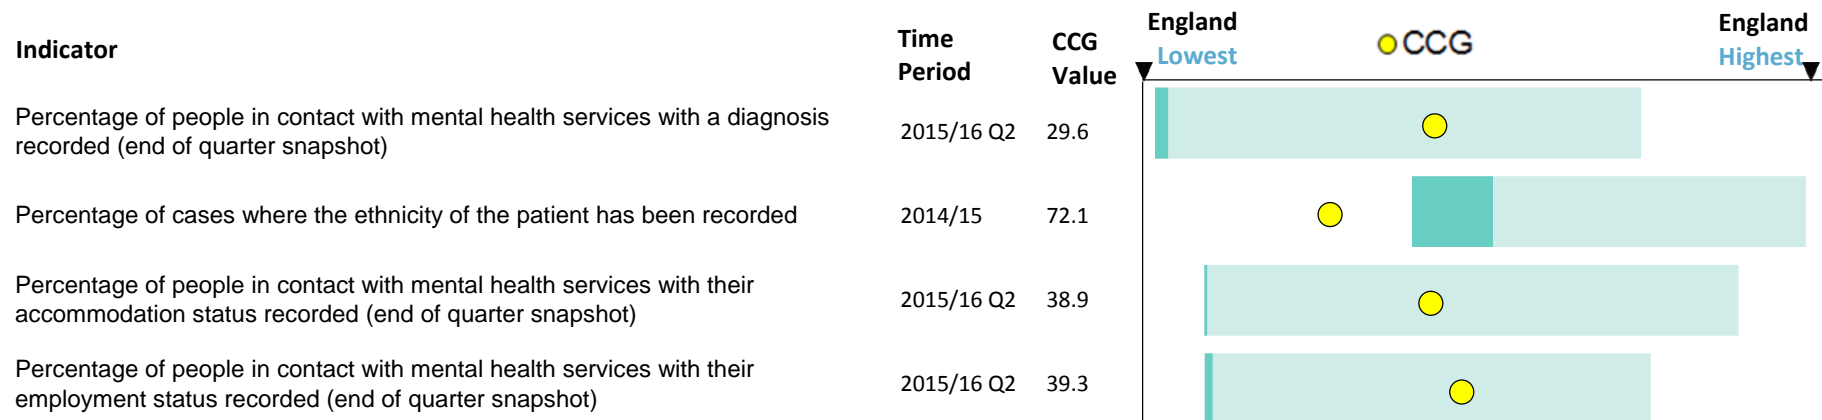 Indicator
Time Period
CCG Value
England Lowest
CCG
England Highest
Percentage of people in contact with mental health services with a diagnosis
recorded (end of quarter snapshot)
2015/16 Q2
29.6
Percentage of cases where the ethnicity of the patient has been recorded
2014/15
72.1
Percentage of people in contact with mental health services with their
accommodation status recorded (end of quarter snapshot)
2015/16 Q2
38.9
Percentage of people in contact with mental health services with their
employment status recorded (end of quarter snapshot)
2015/16 Q2
39.3